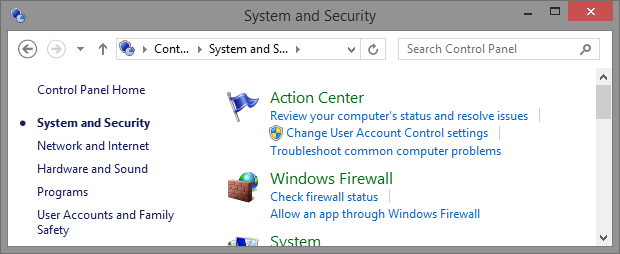 System and Security
Cont...
System and S...
Search Control Panel
Control Panel Home
System and Security
Network and Internet
Hardware and Sound
Programs
User Accounts and Family
Safety
Action Center
Review your computer's status and resolve issues
Change User Account Control settings
Troubleshoot common computer problems
Windows Firewall
Check firewall status
Allow an app through Windows Firewall
System